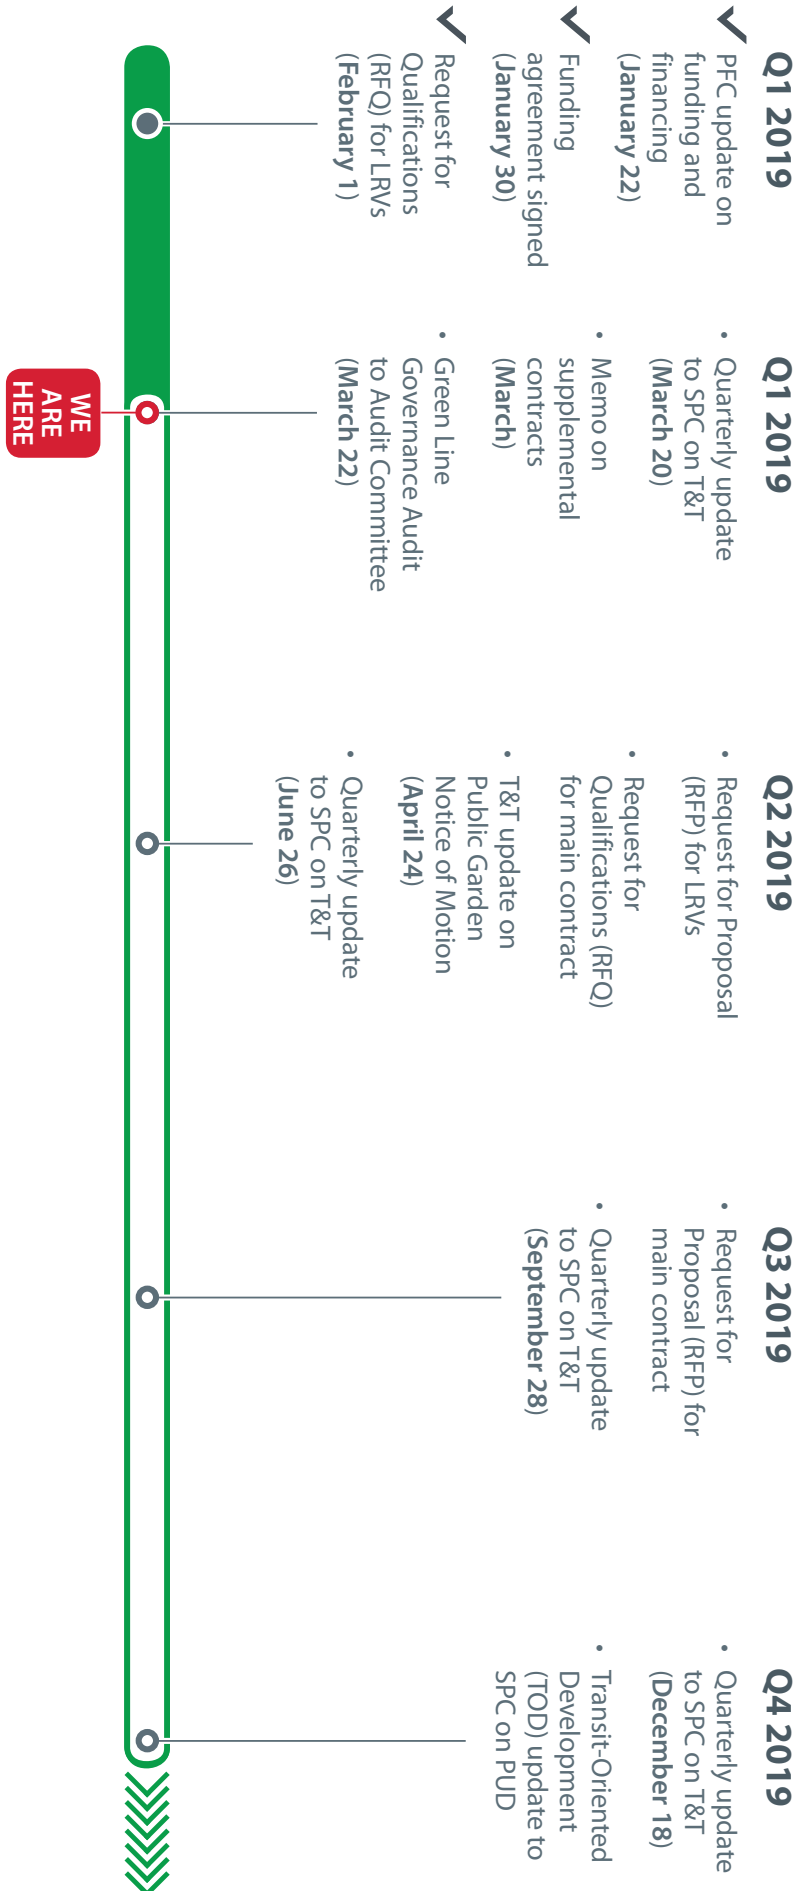 Q1 2019
PFC update on
funding and
financing
(January 22)
Funding
agreement signed
(January 30)
Request for
Qualifications
(RFQ) for LRVs
(February 1)
Q1 2019
• Quarterly update
to SPC on T&T
(March 20)
• Memo on
supplemental
contracts
(March)
• Green Line
Governance Audit
to Audit Committee
(March 22)
Q2 2019
• Request for Proposal
(RFP) for LRVs
• Request for
Qualifications (RFQ)
for main contract
• T&T update on
Public Garden
Notice of Motion
(April 24)
• Quarterly update
to SPC on T&T
(June 26)
Q3 2019
• Request for
Proposal (RFP) for
main contract
• Quarterly update
to SPC on T&T
(September 28)
Q4 2019
• Quarterly update
to SPC on T&T
(December 18)
• Transit-Oriented
Development
(TOD) update to
SPC on PUD
WE
ARE
HERE